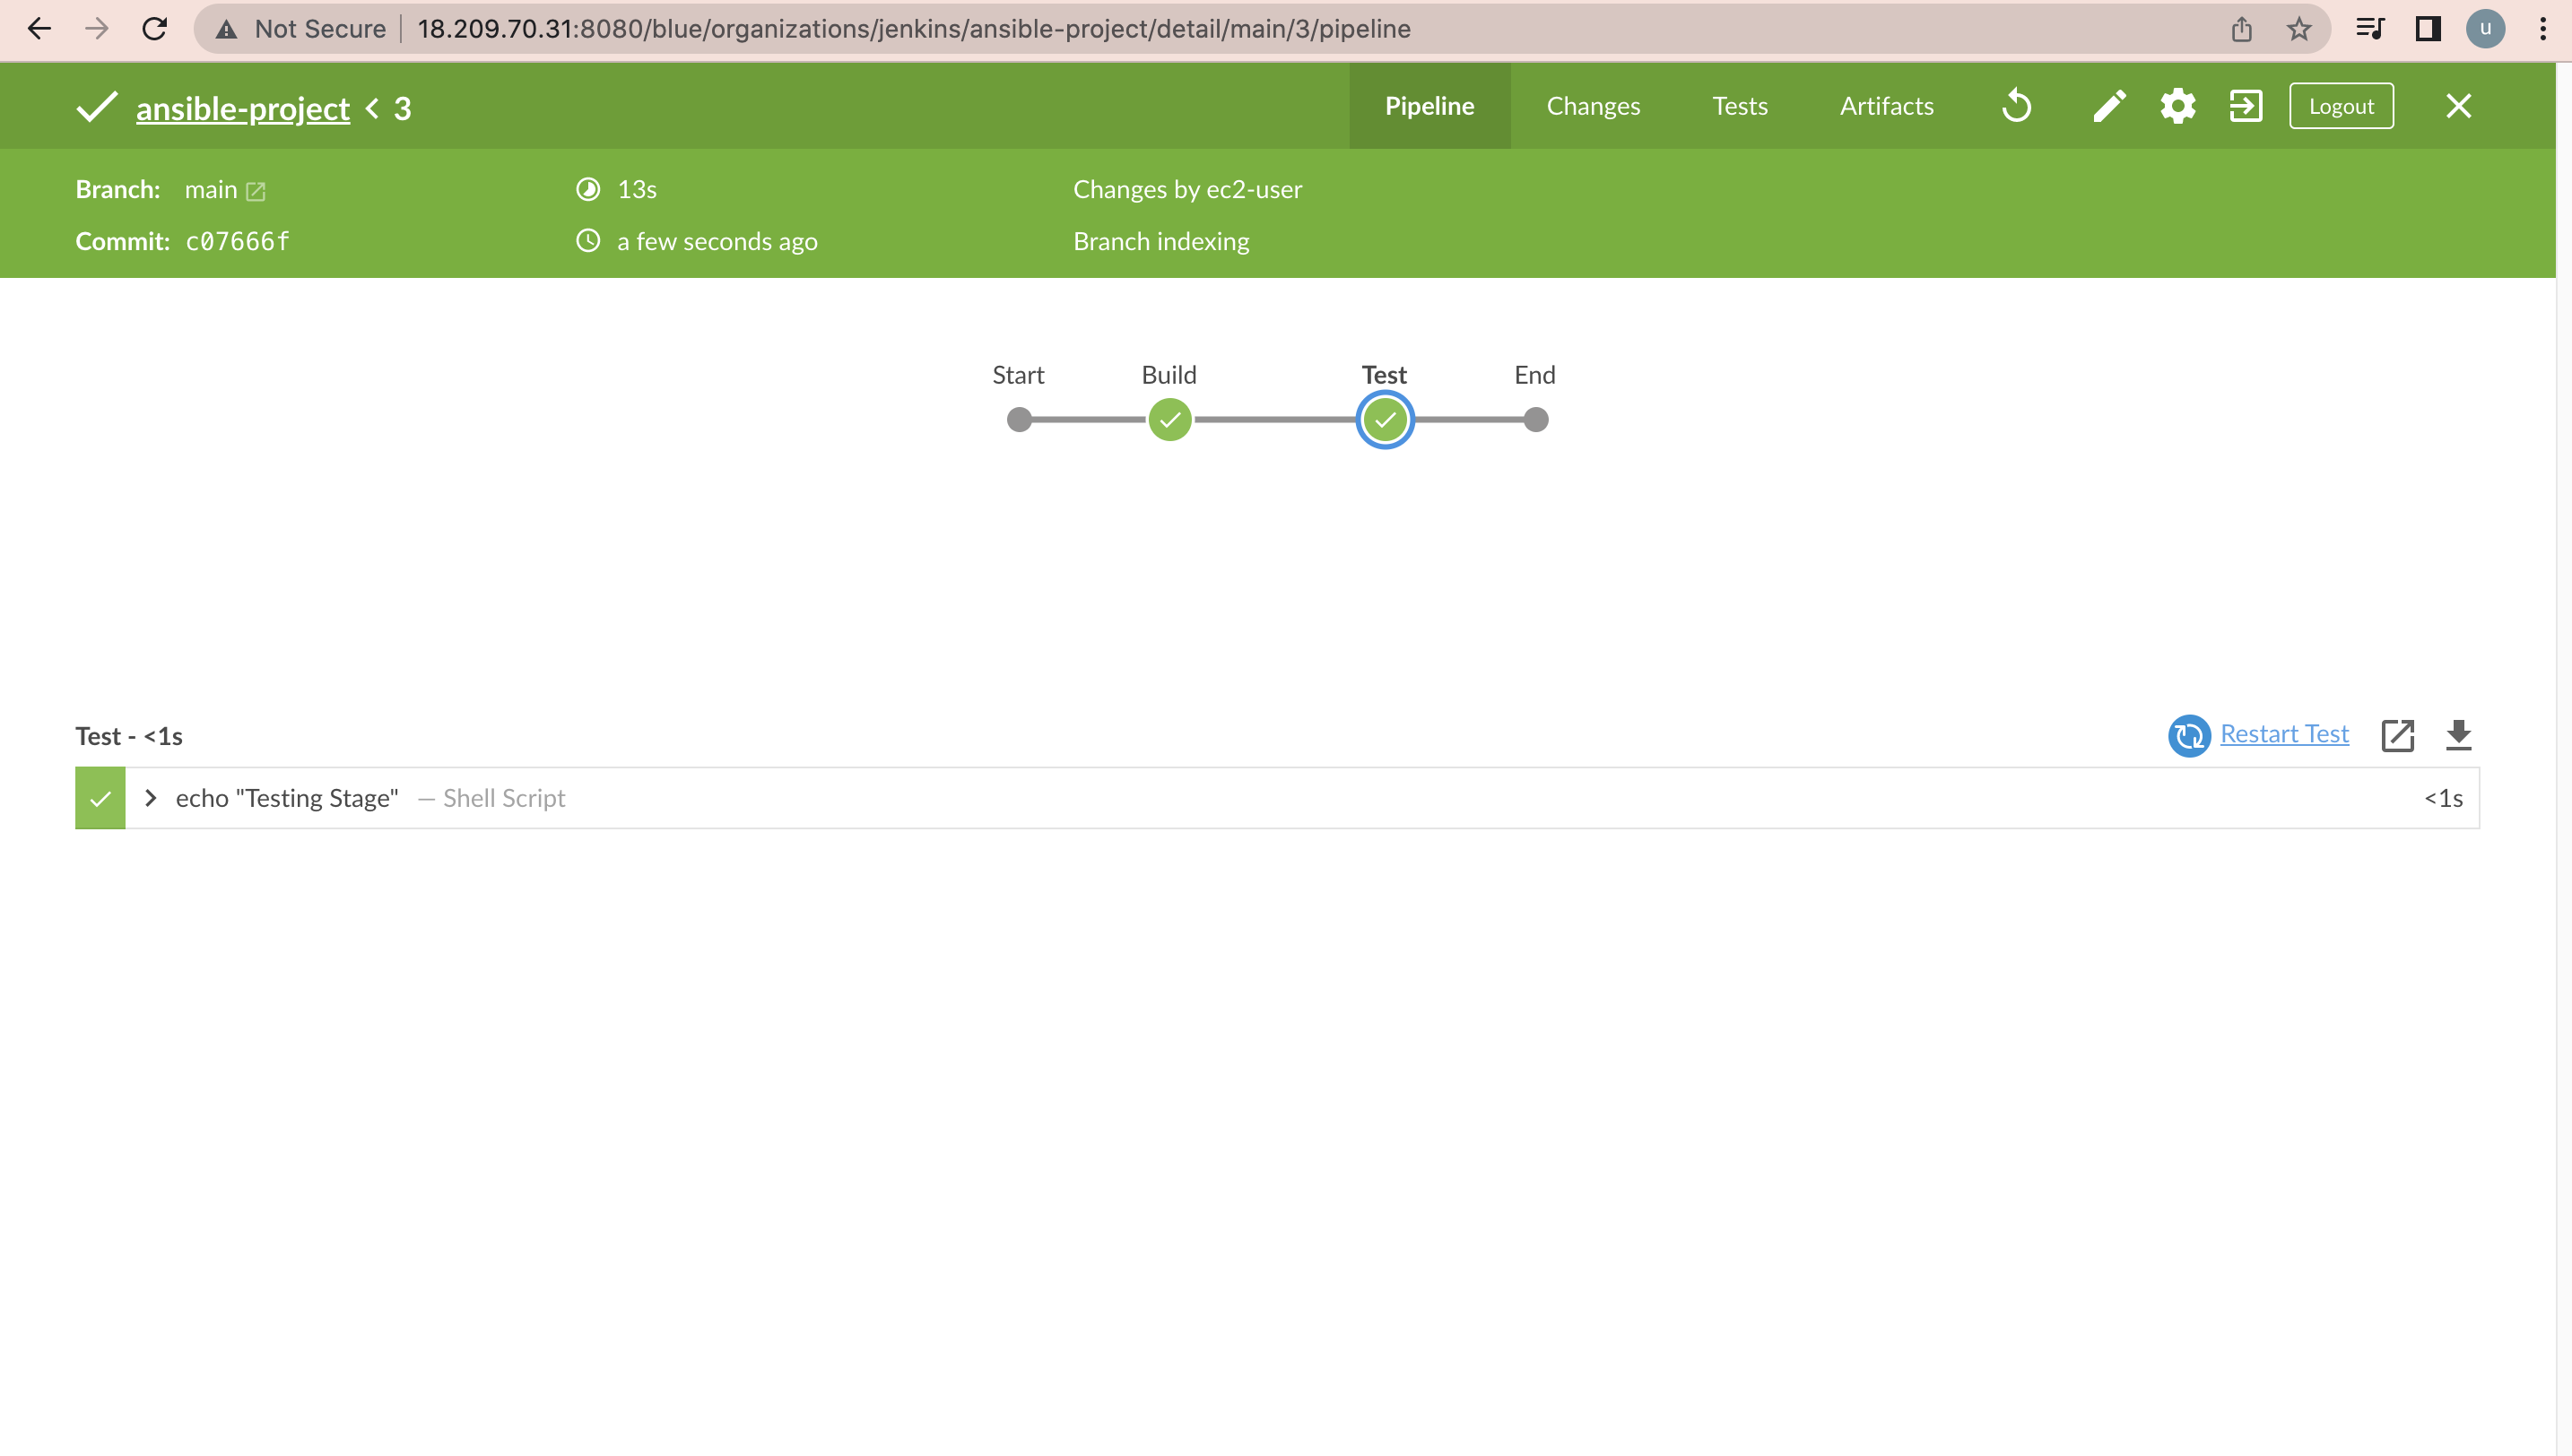 Not Secure | 18.209.70.31:8080/blue/organizations/jenkins/ansible-project/detail/main/3/pipeline
u
ansible-project < 3
Pipeline
Changes
Tests
Artifacts
Logout
Branch: main
13s
Changes by ec2-user
Commit: c07666f
a few seconds ago
Branch indexing
Start
Build
Test
End
Test - <1s
Restart Test
echo "Testing Stage" — Shell Script
<1s